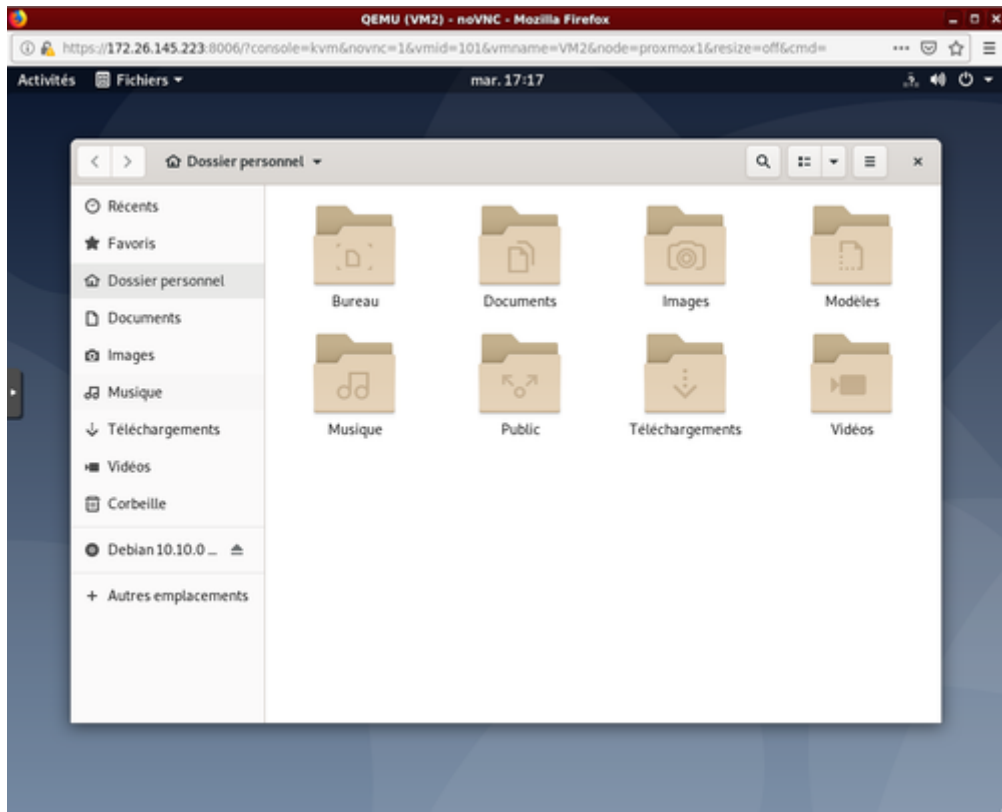 QEMU (VM2) - noVNC - Mozilla Firefox
https://172.26.145.223:8006/?console=kvm&novnc=1&vmid=101&vmname=VM2&node=proxmox1&resize=off&cmd=
Activités Fichiers mar. 17:17
Dossier personnel
Récents
Favoris
Dossier personnel
Documents
Images
Musique
Téléchargements
Vidéos
Corbeille
Debian 10.10.0 ...
+ Autres emplacements
Bureau Documents Images Modèles
Musique Public Téléchargements Vidéos